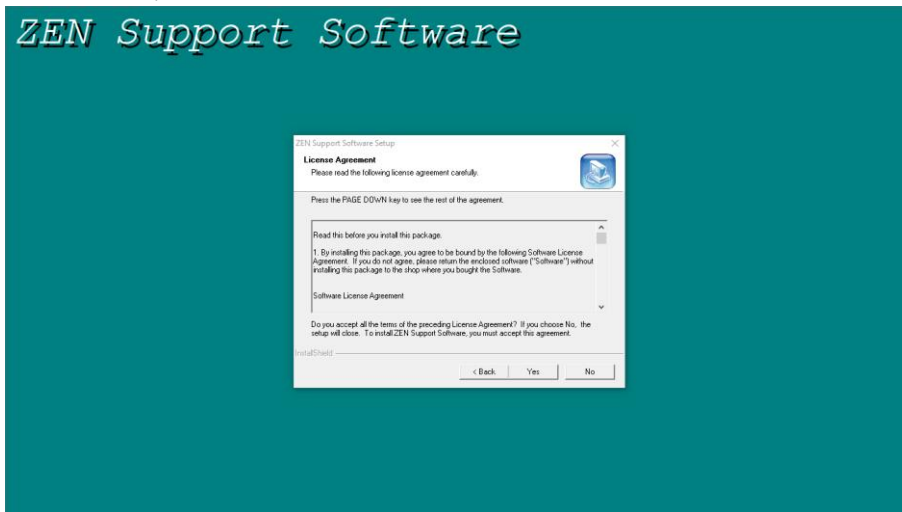 ZEN Support Software
ZEN Support Software Setup
License Agreement
Please read the following license agreement carefully.
Press the PAGE DOWN key to see the rest of the agreement.
Read this before you install this package.
1. By installing this package, you agree to be bound by the following Software License
Agreement. If you do not agree, please return the enclosed software ("Software") without
installing this package to the shop where you bought the Software.
Software License Agreement
Do you accept all the terms of the preceding License Agreement? If you choose No, the
setup will close. To install ZEN Support Software, you must accept this agreement.
InstallShield
< Back
Yes
No